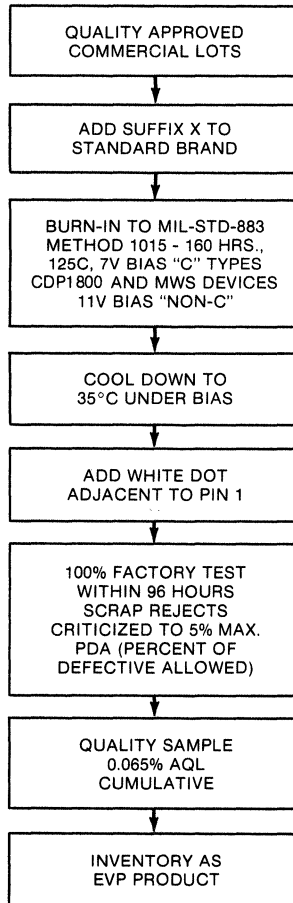 QUALITY APPROVED
COMMERCIAL LOTS
ADD SUFFIX X TO
STANDARD BRAND
BURN-IN TO MIL-STD-883
METHOD 1015 - 160 HRS.,
125C, 7V BIAS "C" TYPES
CDP1800 AND MWS DEVICES
11V BIAS "NON-C"
COOL DOWN TO
35°C UNDER BIAS
ADD WHITE DOT
ADJACENT TO PIN 1
100% FACTORY TEST
WITHIN 96 HOURS
SCRAP REJECTS
CRITICIZED TO 5% MAX.
PDA (PERCENT OF
DEFECTIVE ALLOWED)
QUALITY SAMPLE
0.065% AQL
CUMULATIVE
INVENTORY AS
EVP PRODUCT